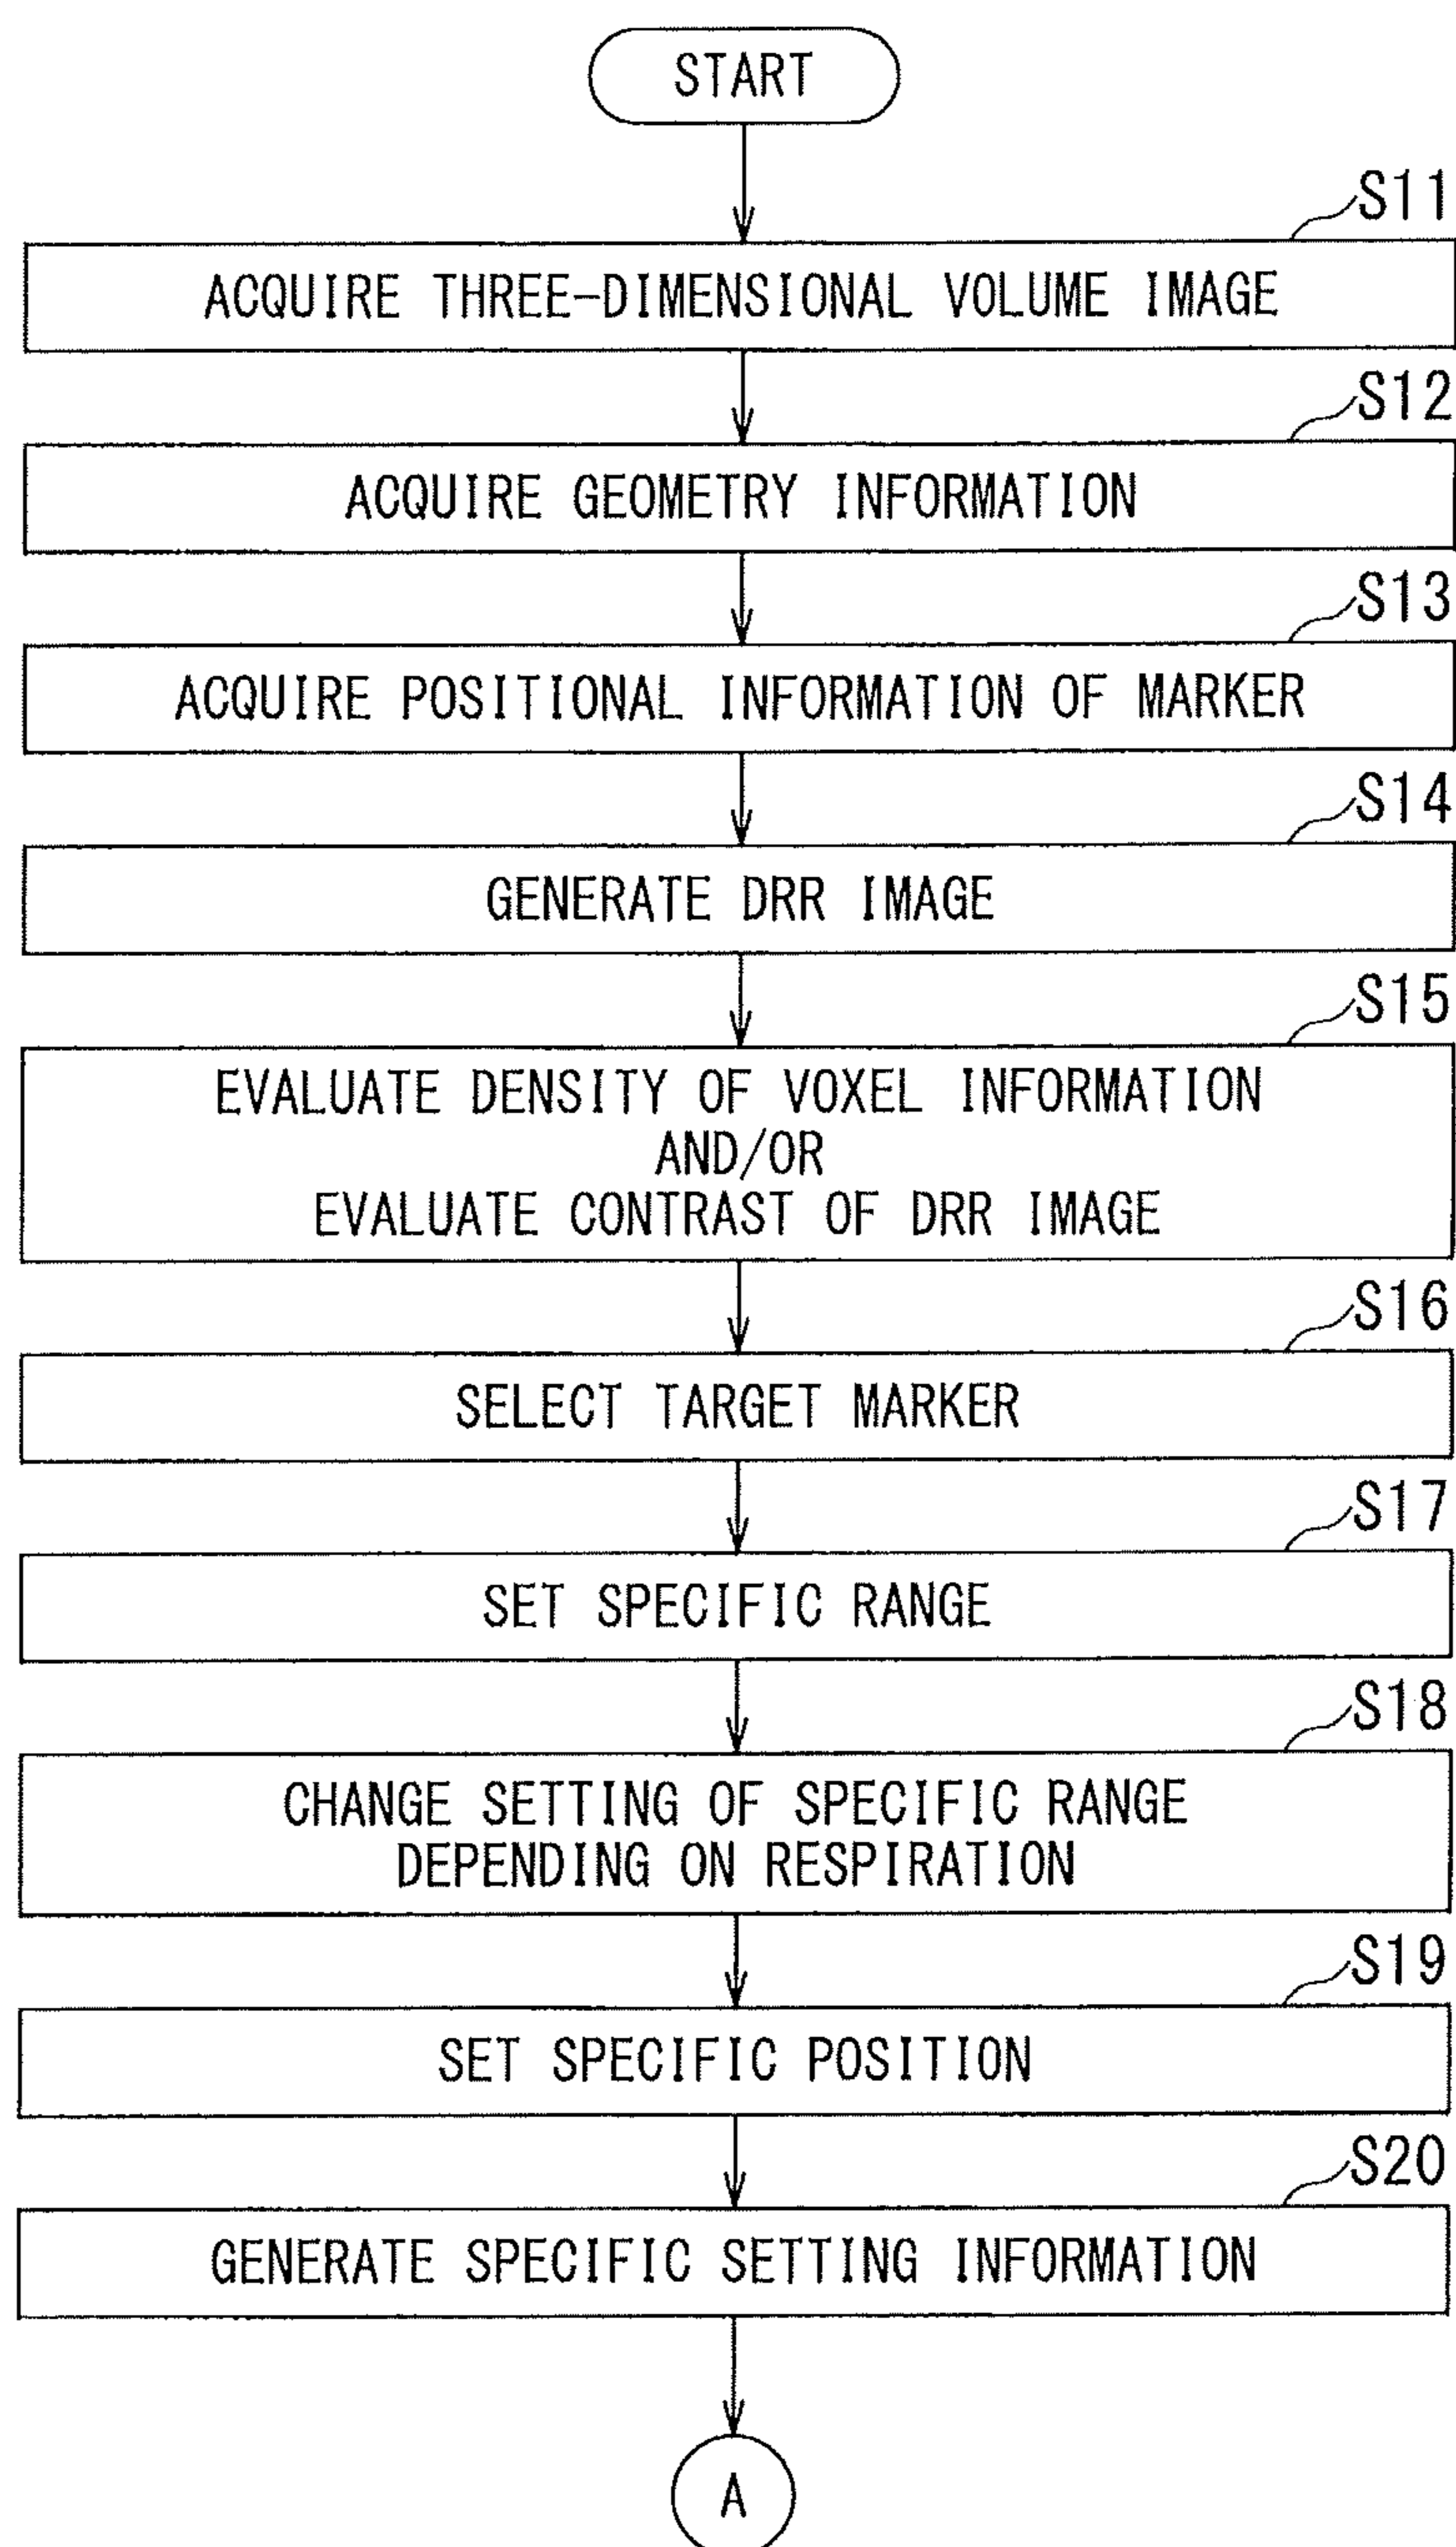 START
S11
ACQUIRE THREE-DIMENSIONAL VOLUME IMAGE
S12
ACQUIRE GEOMETRY INFORMATION
S13
ACQUIRE POSITIONAL INFORMATION OF MARKER
S14
GENERATE DRR IMAGE
S15
EVALUATE DENSITY OF VOXEL INFORMATION
AND/OR
EVALUATE CONTRAST OF DRR IMAGE
S16
SELECT TARGET MARKER
S17
SET SPECIFIC RANGE
S18
CHANGE SETTING OF SPECIFIC RANGE
DEPENDING ON RESPIRATION
S19
SET SPECIFIC POSITION
S20
GENERATE SPECIFIC SETTING INFORMATION
A